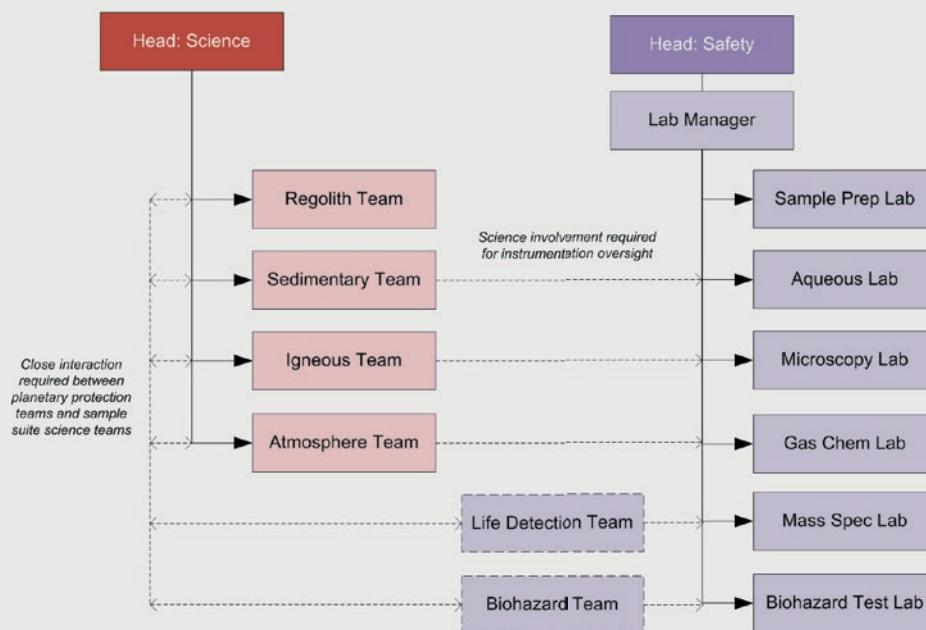 Head: Science
Head: Safety
Lab Manager
Regolith Team
Sample Prep Lab
Science involvement required
for instrumentation oversight
Sedimentary Team
Aqueous Lab
Igneous Team
Microscopy Lab
Close interaction
required between
planetary protection
teams and sample
suite science teams
Atmosphere Team
Gas Chem Lab
Life Detection Team
Mass Spec Lab
Biohazard Team
Biohazard Test Lab